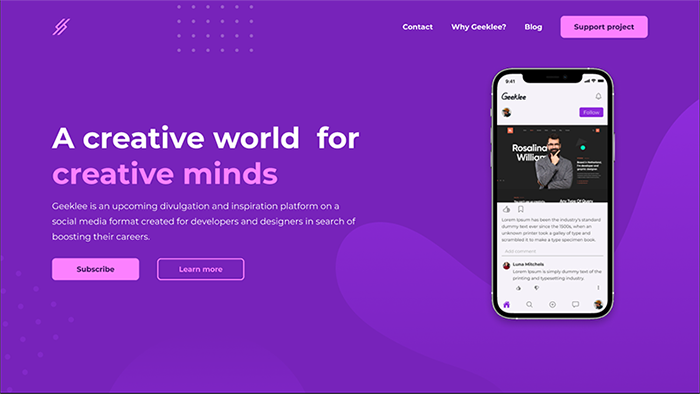 Contact Why Geeklee? Blog Support project
A creative world for
creative minds
Geeklee is an upcoming divulgation and inspiration platform on a
social media format created for developers and designers in search of
boosting their careers.
Subscribe Learn more
9:41
Geeklee
Follow
Rosalina
William
Lorem Ipsum has been the industry's standard
dummy text ever since the 1500s, when an
unknown printer took a galley of type and
scrambled it to make a type specimen book.
Add comment
Luna Mitchels
Lorem Ipsum is simply dummy text of the
printing and typesetting industry.